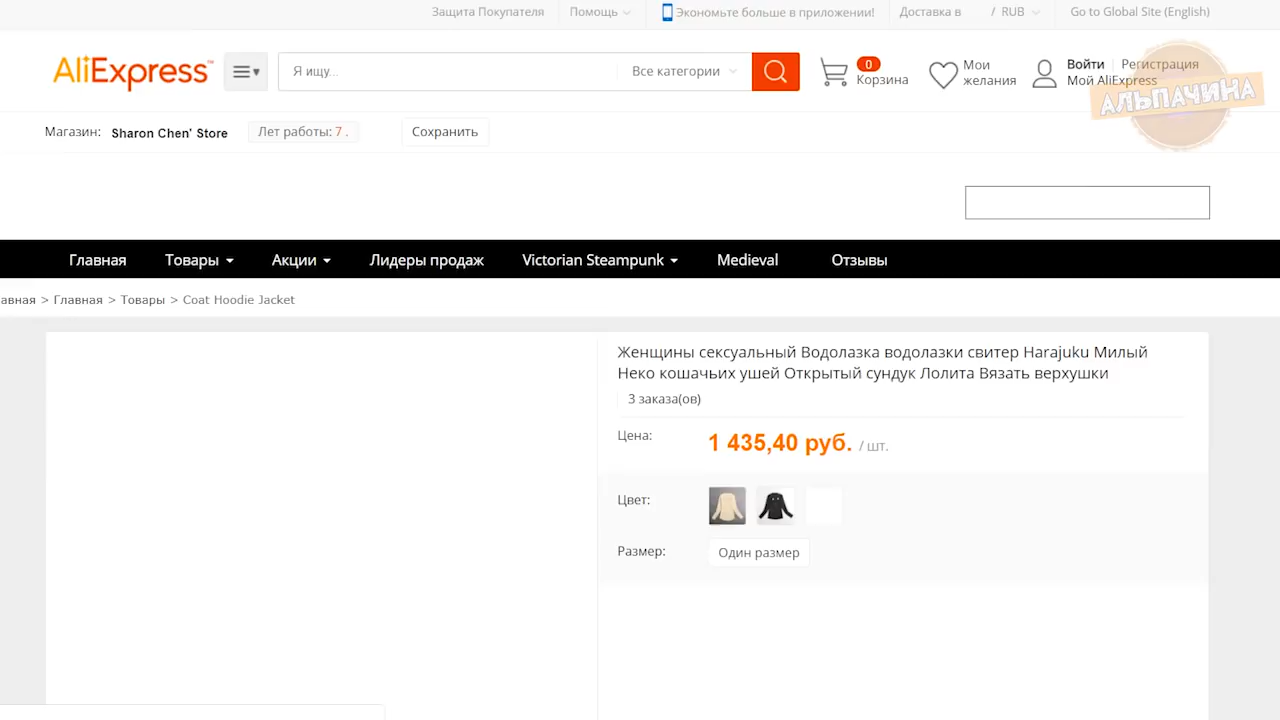 Защита Покупателя
Помощь
Экономьте больше в приложении!
Доставка в / RUB
Go to Global Site (English)
AliExpress™
Я ищу...
Все категории
0
Корзина
Мои
желания
Войти Регистрация
Мой AliExpress
АЛЬПАЧИНА
Магазин: Sharon Chen' Store
Лет работы: 7 .
Сохранить
Главная Товары Акции Лидеры продаж Victorian Steampunk Medieval Отзывы
авная > Главная > Товары > Coat Hoodie Jacket
Женщины сексуальный Водолазка водолазки свитер Harajuku Милый
Неко кошачьих ушей Открытый сундук Лолита Вязать верхушки
3 заказа(ов)
Цена: 1 435,40 руб. / шт.
Цвет:
Размер: Один размер